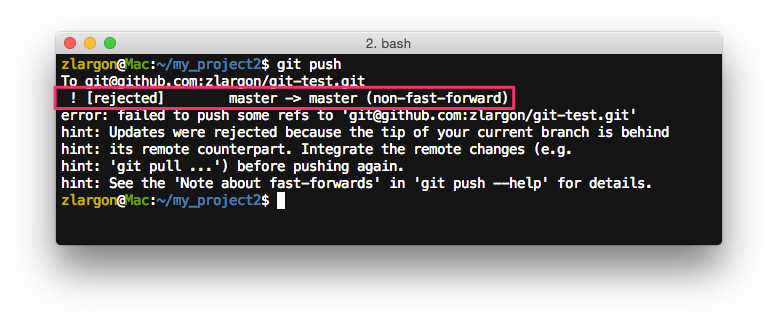 2. bash
zlargon@Mac:~/my_project2$ git push
To git@github.com:zlargon/git-test.git
 ! [rejected]        master -> master (non-fast-forward)
error: failed to push some refs to 'git@github.com:zlargon/git-test.git'
hint: Updates were rejected because the tip of your current branch is behind
hint: its remote counterpart. Integrate the remote changes (e.g.
hint: 'git pull ...') before pushing again.
hint: See the 'Note about fast-forwards' in 'git push --help' for details.
zlargon@Mac:~/my_project2$